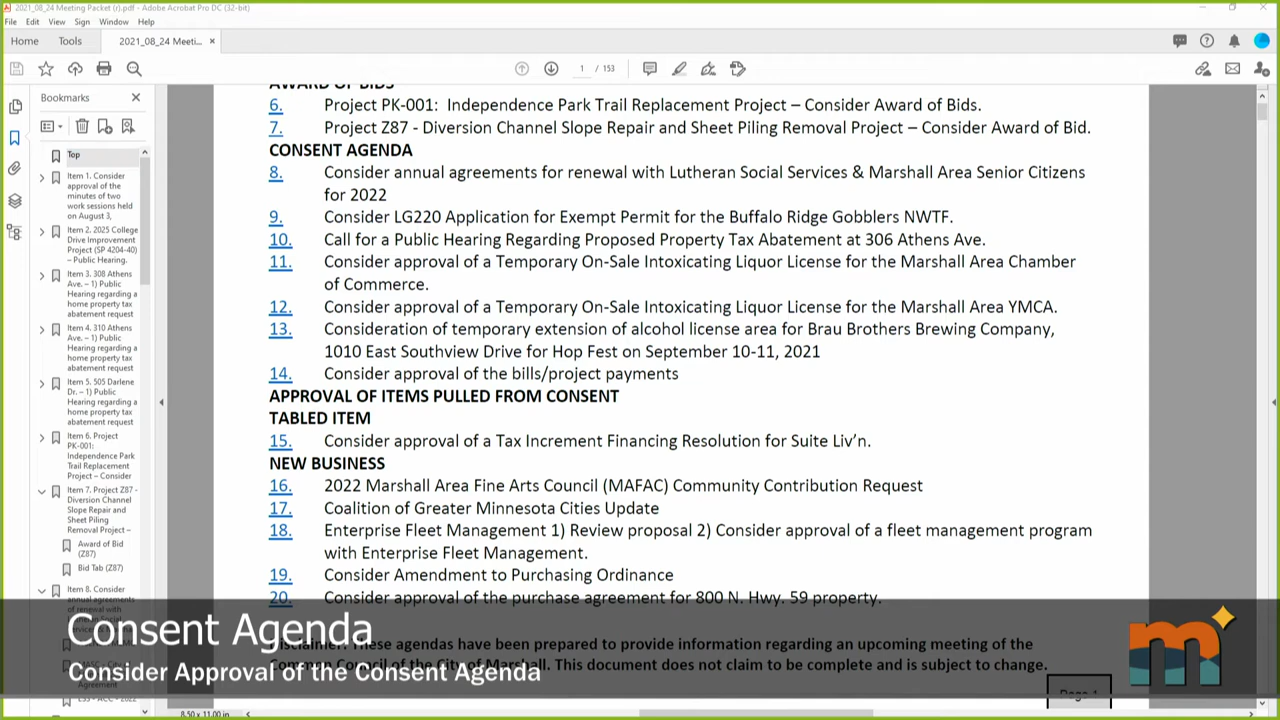 2021_08_24 Meeting Packet (r).pdf - Adobe Acrobat Pro DC (32-bit)
File Edit View Sign Window Help
Home Tools 2021_08_24 Meeti... ×
1 / 153
Bookmarks
AWARD OF BIDS
6. Project PK-001: Independence Park Trail Replacement Project – Consider Award of Bids.
7. Project Z87 - Diversion Channel Slope Repair and Sheet Piling Removal Project – Consider Award of Bid.
CONSENT AGENDA
8. Consider annual agreements for renewal with Lutheran Social Services & Marshall Area Senior Citizens
for 2022
9. Consider LG220 Application for Exempt Permit for the Buffalo Ridge Gobblers NWTF.
10. Call for a Public Hearing Regarding Proposed Property Tax Abatement at 306 Athens Ave.
11. Consider approval of a Temporary On-Sale Intoxicating Liquor License for the Marshall Area Chamber
of Commerce.
12. Consider approval of a Temporary On-Sale Intoxicating Liquor License for the Marshall Area YMCA.
13. Consideration of temporary extension of alcohol license area for Brau Brothers Brewing Company,
1010 East Southview Drive for Hop Fest on September 10-11, 2021
14. Consider approval of the bills/project payments
APPROVAL OF ITEMS PULLED FROM CONSENT
TABLED ITEM
15. Consider approval of a Tax Increment Financing Resolution for Suite Liv'n.
NEW BUSINESS
16. 2022 Marshall Area Fine Arts Council (MAFAC) Community Contribution Request
17. Coalition of Greater Minnesota Cities Update
18. Enterprise Fleet Management 1) Review proposal 2) Consider approval of a fleet management program
with Enterprise Fleet Management.
19. Consider Amendment to Purchasing Ordinance
20. Consider approval of the purchase agreement for 800 N. Hwy. 59 property.
Disclaimer: These agendas have been prepared to provide information regarding an upcoming meeting of the
Common Council of the City of Marshall. This document does not claim to be complete and is subject to change.
Page 1
Top
Item 1. Consider
approval of the
minutes of two
work sessions held
on August 3,
Item 2. 2025 College
Drive Improvement
Project (SP 4204-40)
– Public Hearing.
Item 3. 308 Athens
Ave. – 1) Public
Hearing regarding a
home property tax
abatement request
Item 4. 310 Athens
Ave. – 1) Public
Hearing regarding a
home property tax
abatement request
Item 5. 505 Darlene
Dr. – 1) Public
Hearing regarding a
home property tax
abatement request
Item 6. Project
PK-001:
Independence Park
Trail Replacement
Project – Consider
Item 7. Project Z87 -
Diversion Channel
Slope Repair and
Sheet Piling
Removal Project –
Award of Bid
(Z87)
Bid Tab (Z87)
Item 8. Consider
annual agreements
of renewal with
Lutheran Social
Agreement
Consent Agenda
Consider Approval of the Consent Agenda
m
8.50 x 11.00 in